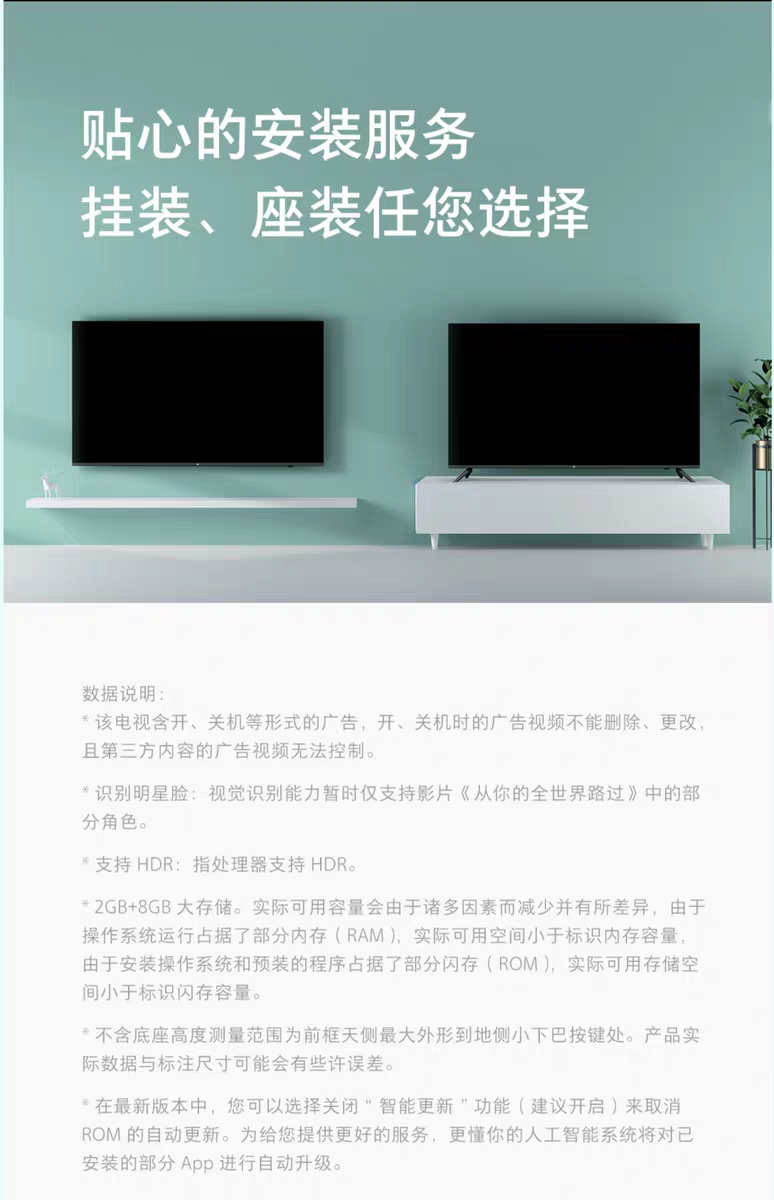 贴心的安装服务
挂装、座装任您选择
数据说明：
* 该电视含开、关机等形式的广告，开、关机时的广告视频不能删除、更改，
且第三方内容的广告视频无法控制。
* 识别明星脸：视觉识别能力暂时仅支持影片《从你的全世界路过》中的部
分角色。
* 支持 HDR：指处理器支持 HDR。
* 2GB+8GB 大存储。实际可用容量会由于诸多因素而减少并有所差异，由于
操作系统运行占据了部分内存（RAM），实际可用空间小于标识内存容量，
由于安装操作系统和预装的程序占据了部分闪存（ROM），实际可用存储空
间小于标识闪存容量。
* 不含底座高度测量范围为前框天侧最大外形到地侧小下巴按键处。产品实
际数据与标注尺寸可能会有些许误差。
* 在最新版本中，您可以选择关闭“智能更新”功能（建议开启）来取消
ROM 的自动更新。为给您提供更好的服务，更懂你的人工智能系统将对已
安装的部分 App 进行自动升级。